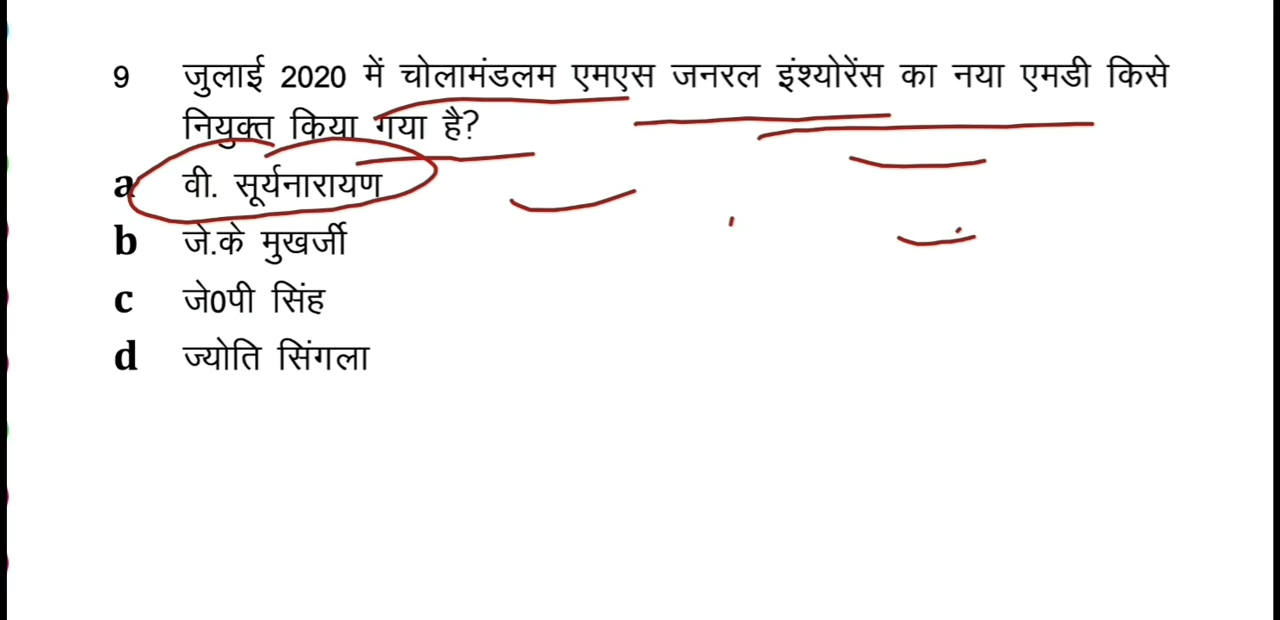 9 जुलाई 2020 में चोलामंडलम एमएस जनरल इंश्योरेंस का नया एमडी किसे
नियुक्त किया गया है?
a वी. सूर्यनारायण
b जे.के मुखर्जी
c जे0पी सिंह
d ज्योति सिंगला